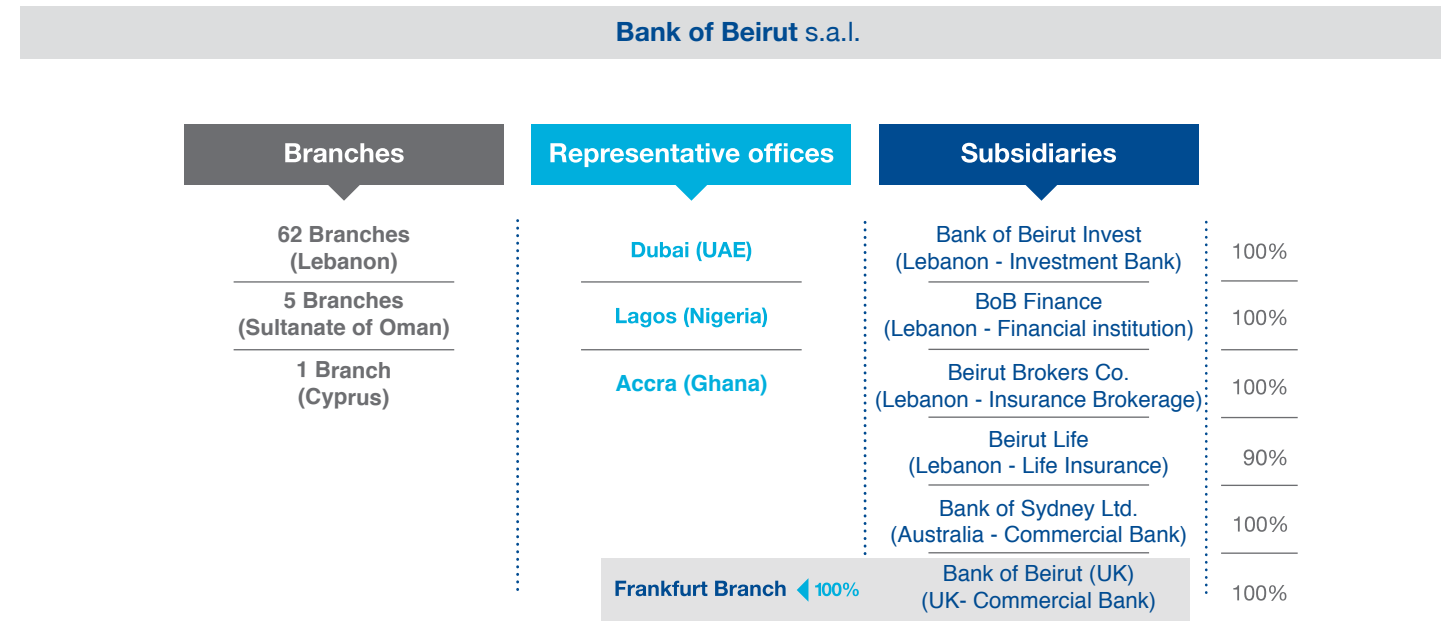 Bank of Beirut s.a.l.
Branches
62 Branches
(Lebanon)
5 Branches
(Sultanate of Oman)
1 Branch
(Cyprus)
Representative offices
Dubai (UAE)
Lagos (Nigeria)
Accra (Ghana)
Subsidiaries
Bank of Beirut Invest
(Lebanon - Investment Bank)
100%
BoB Finance
(Lebanon - Financial institution)
100%
Beirut Brokers Co.
(Lebanon - Insurance Brokerage)
100%
Beirut Life
(Lebanon - Life Insurance)
90%
Bank of Sydney Ltd.
(Australia - Commercial Bank)
100%
Frankfurt Branch 100%
Bank of Beirut (UK)
(UK- Commercial Bank)
100%